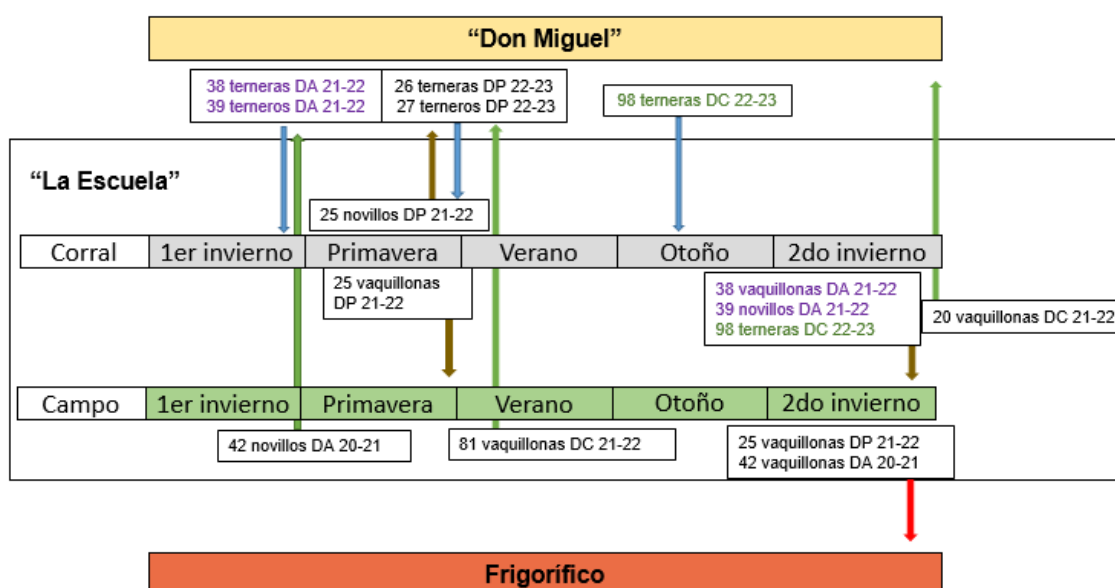 “Don Miguel”
38 terneras DA 21-22
39 terneros DA 21-22
26 terneras DP 22-23
27 terneros DP 22-23
98 terneras DC 22-23
“La Escuela”
25 novillos DP 21-22
Corral
1er invierno
Primavera
Verano
Otoño
2do invierno
25 vaquillonas
DP 21-22
38 vaquillonas DA 21-22
39 novillos DA 21-22
98 terneras DC 22-23
20 vaquillonas DC 21-22
Campo
1er invierno
Primavera
Verano
Otoño
2do invierno
42 novillos DA 20-21
81 vaquillonas DC 21-22
25 vaquillonas DP 21-22
42 vaquillonas DA 20-21
Frigorífico